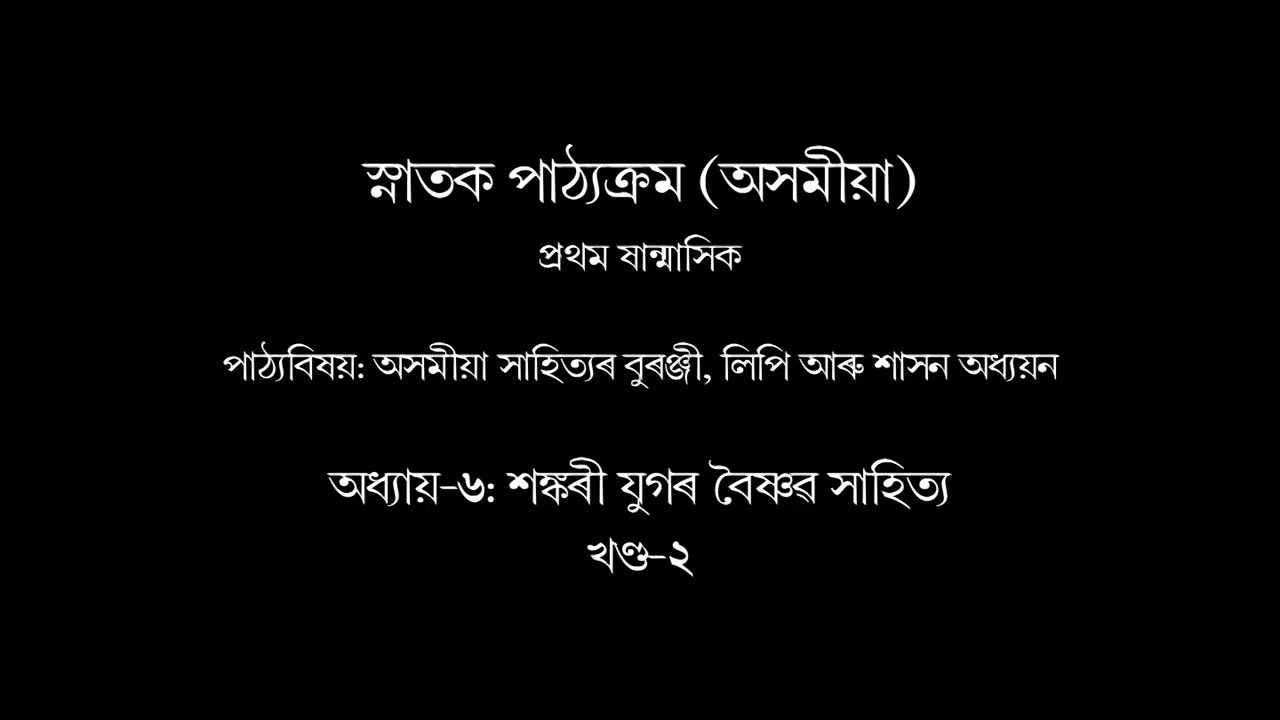 স্নাতক পাঠ্যক্ৰম (অসমীয়া)
প্ৰথম ষান্মাসিক
পাঠ্যবিষয়: অসমীয়া সাহিত্যৰ বুৰঞ্জী, লিপি আৰু শাসন অধ্যয়ন
অধ্যায়-৬: শঙ্কৰী যুগৰ বৈষ্ণৱ সাহিত্য
খণ্ড-২